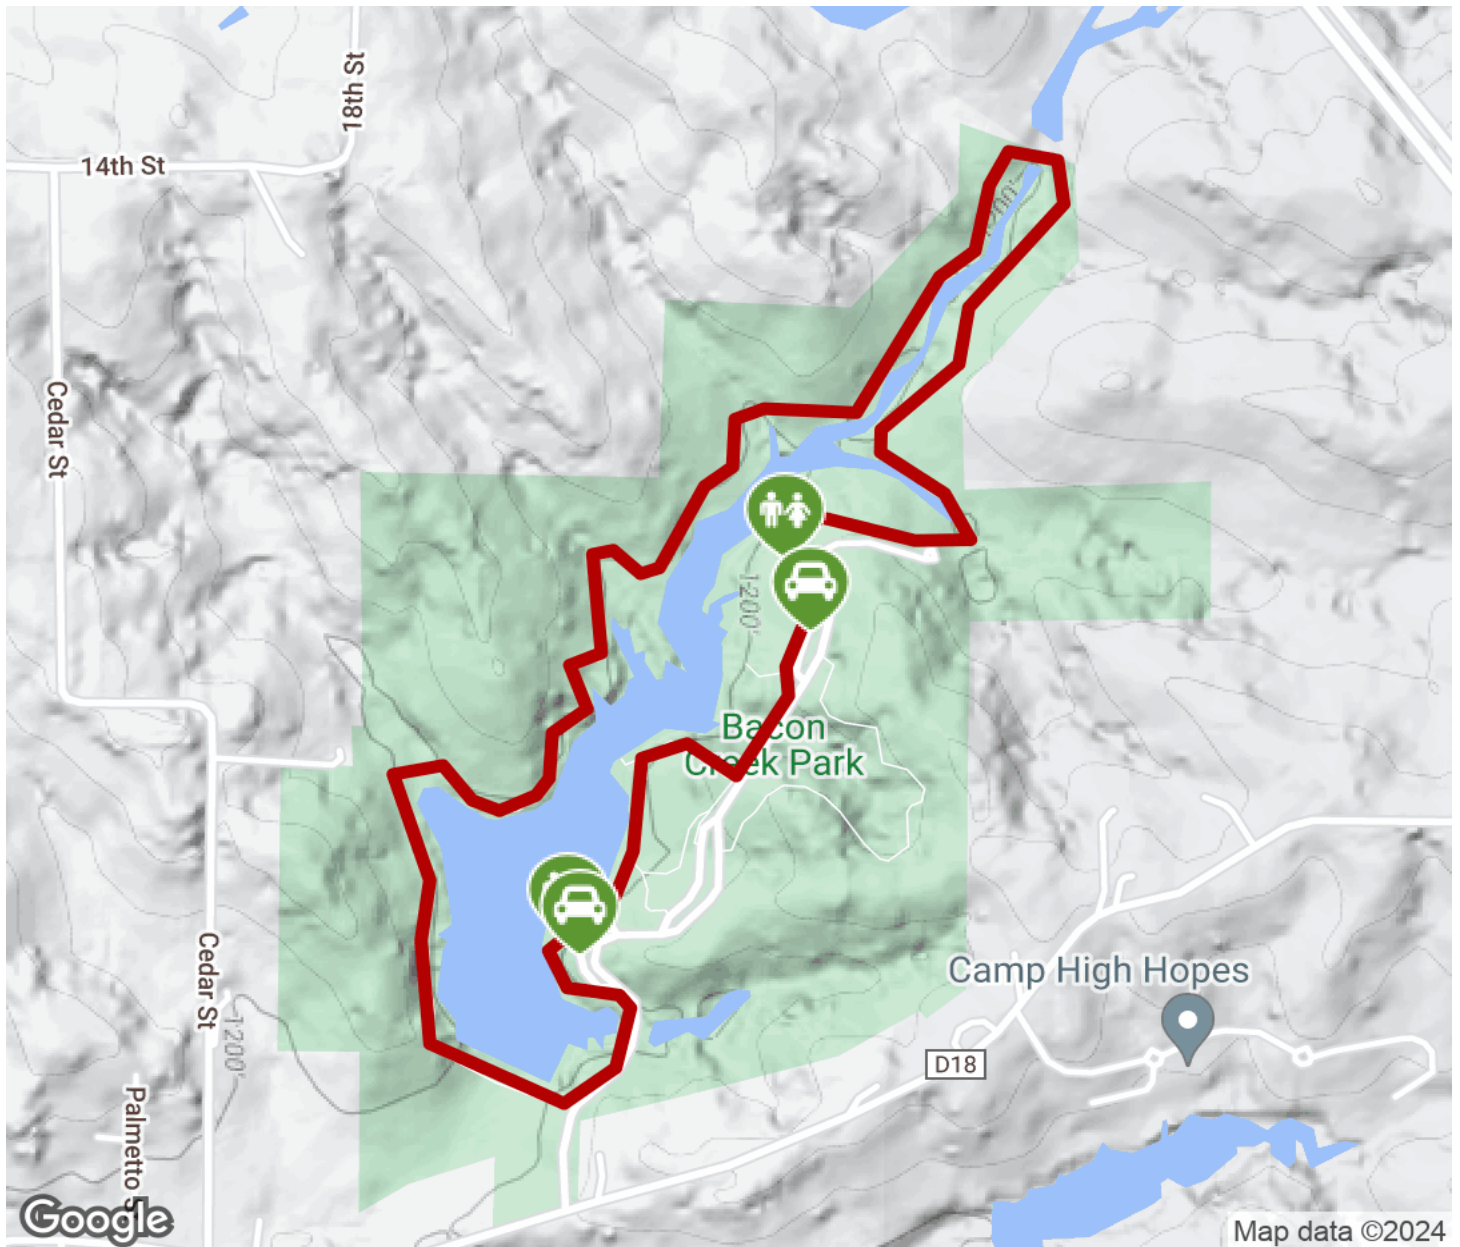 18th St
14th St
1200'
Cedar St
1200'
Bacon
Creek Park
Cedar St
Camp High Hopes
1200'
D18
Palmetto S
Google
Map data ©2024